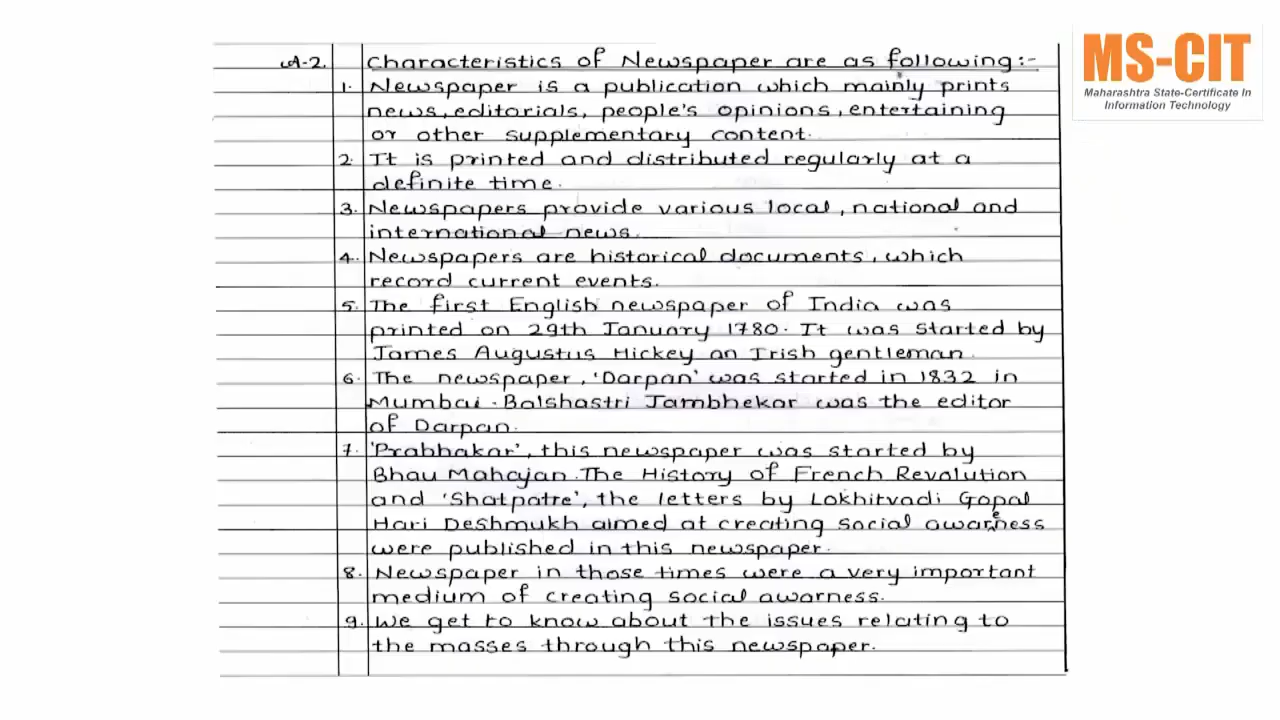 A-2. Characteristics of Newspaper are as following:-
1. Newspaper is a publication which mainly prints
news, editorials, people's opinions, entertaining
or other supplementary content.
2. It is printed and distributed regularly at a
definite time.
3. Newspapers provide various local, national and
international news.
4. Newspapers are historical documents, which
record current events.
5. The first English newspaper of India was
printed on 29th January 1780. It was started by
James Augustus Hickey an Irish gentleman.
6. The newspaper, 'Darpan' was started in 1832 in
Mumbai. Balshastri Jambhekar was the editor
of Darpan.
7. 'Prabhakar', this newspaper was started by
Bhau Mahajan. The History of French Revolution
and 'Shatpatre', the letters by Lokhitvadi Gopal
Hari Deshmukh aimed at creating social awareness
were published in this newspaper.
8. Newspaper in those times were a very important
medium of creating social awarness.
9. We get to know about the issues relating to
the masses through this newspaper.
MS-CIT
Maharashtra State-Certificate In
Information Technology